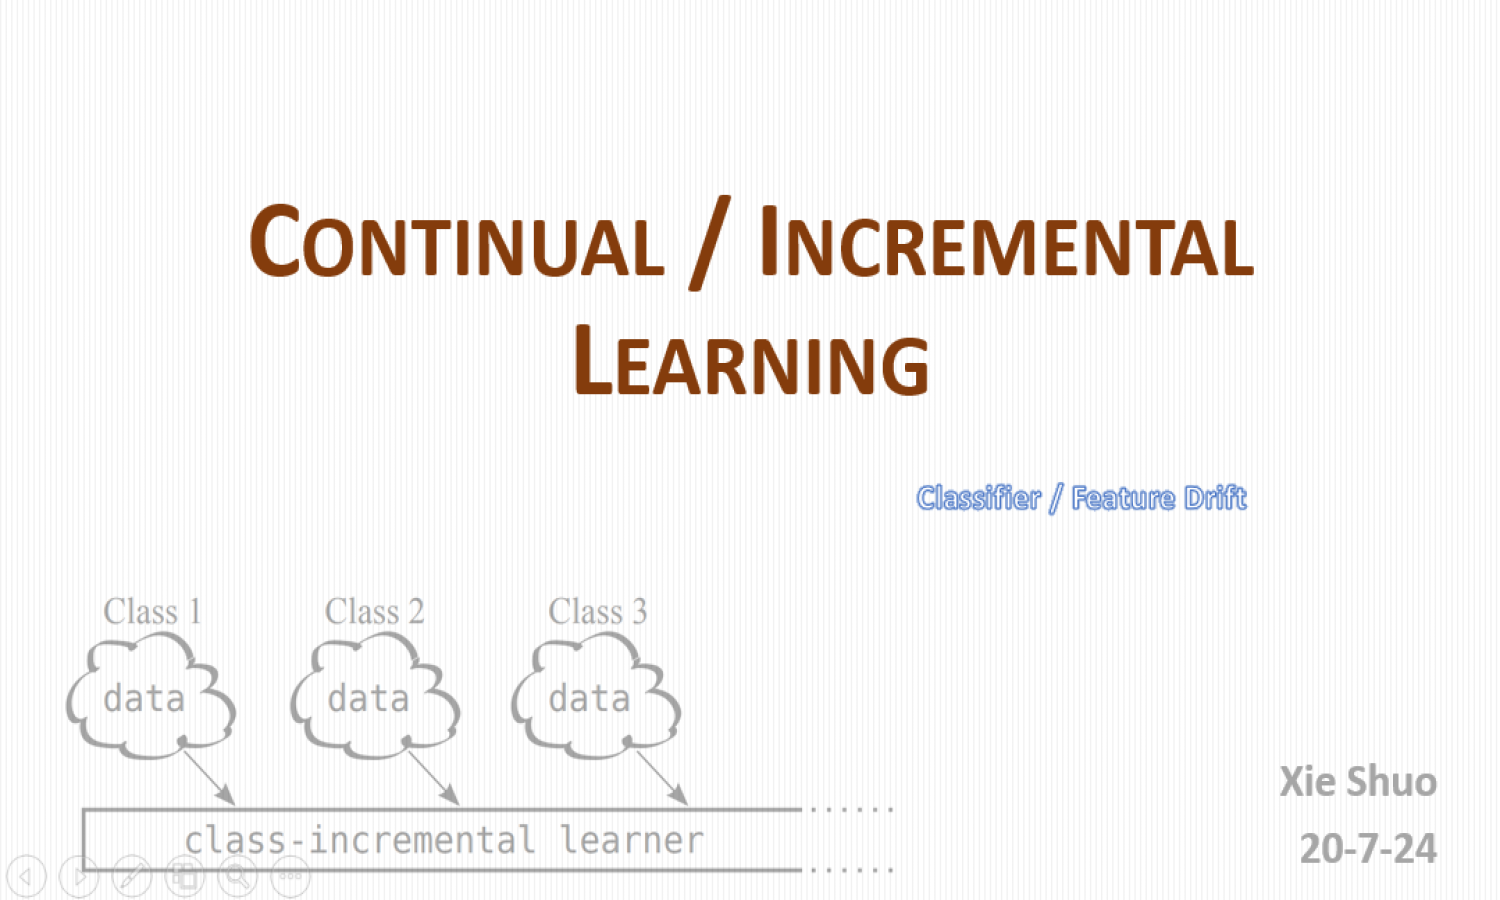 CONTINUAL / INCREMENTAL
LEARNING
Classifier / Feature Drift
Class 1 Class 2 Class 3
data data data
class-incremental learner
Xie Shuo
20-7-24